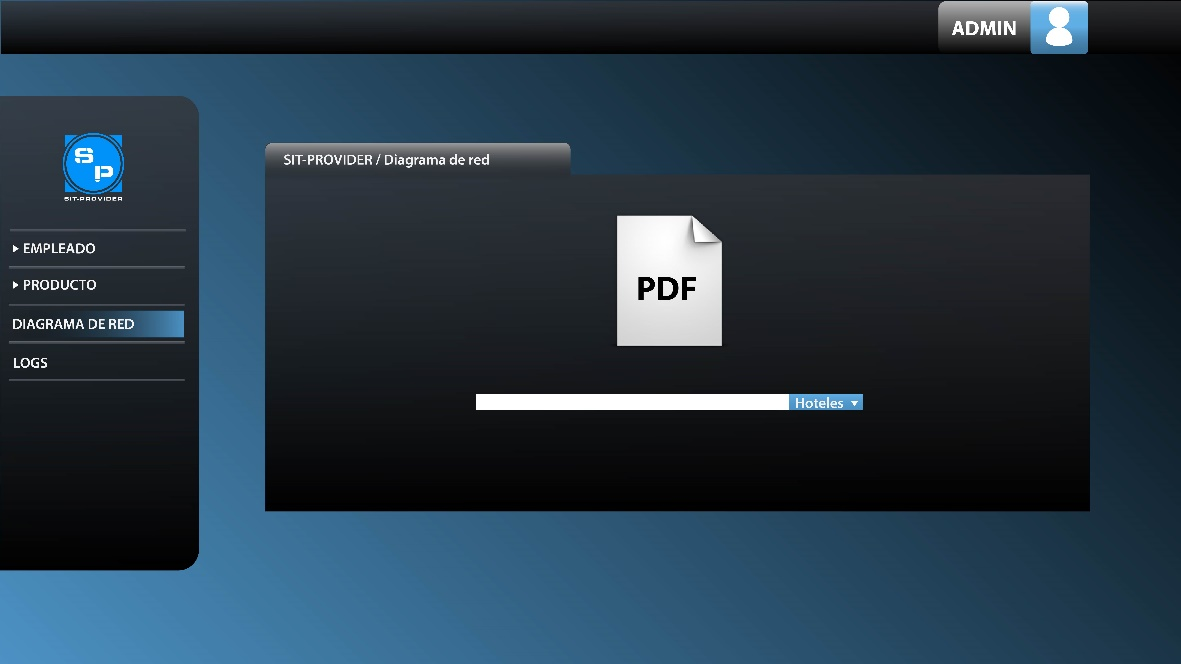 ADMIN
SP
SIT-PROVIDER
EMPLEADO
PRODUCTO
DIAGRAMA DE RED
LOGS
SIT-PROVIDER / Diagrama de red
PDF
Hoteles